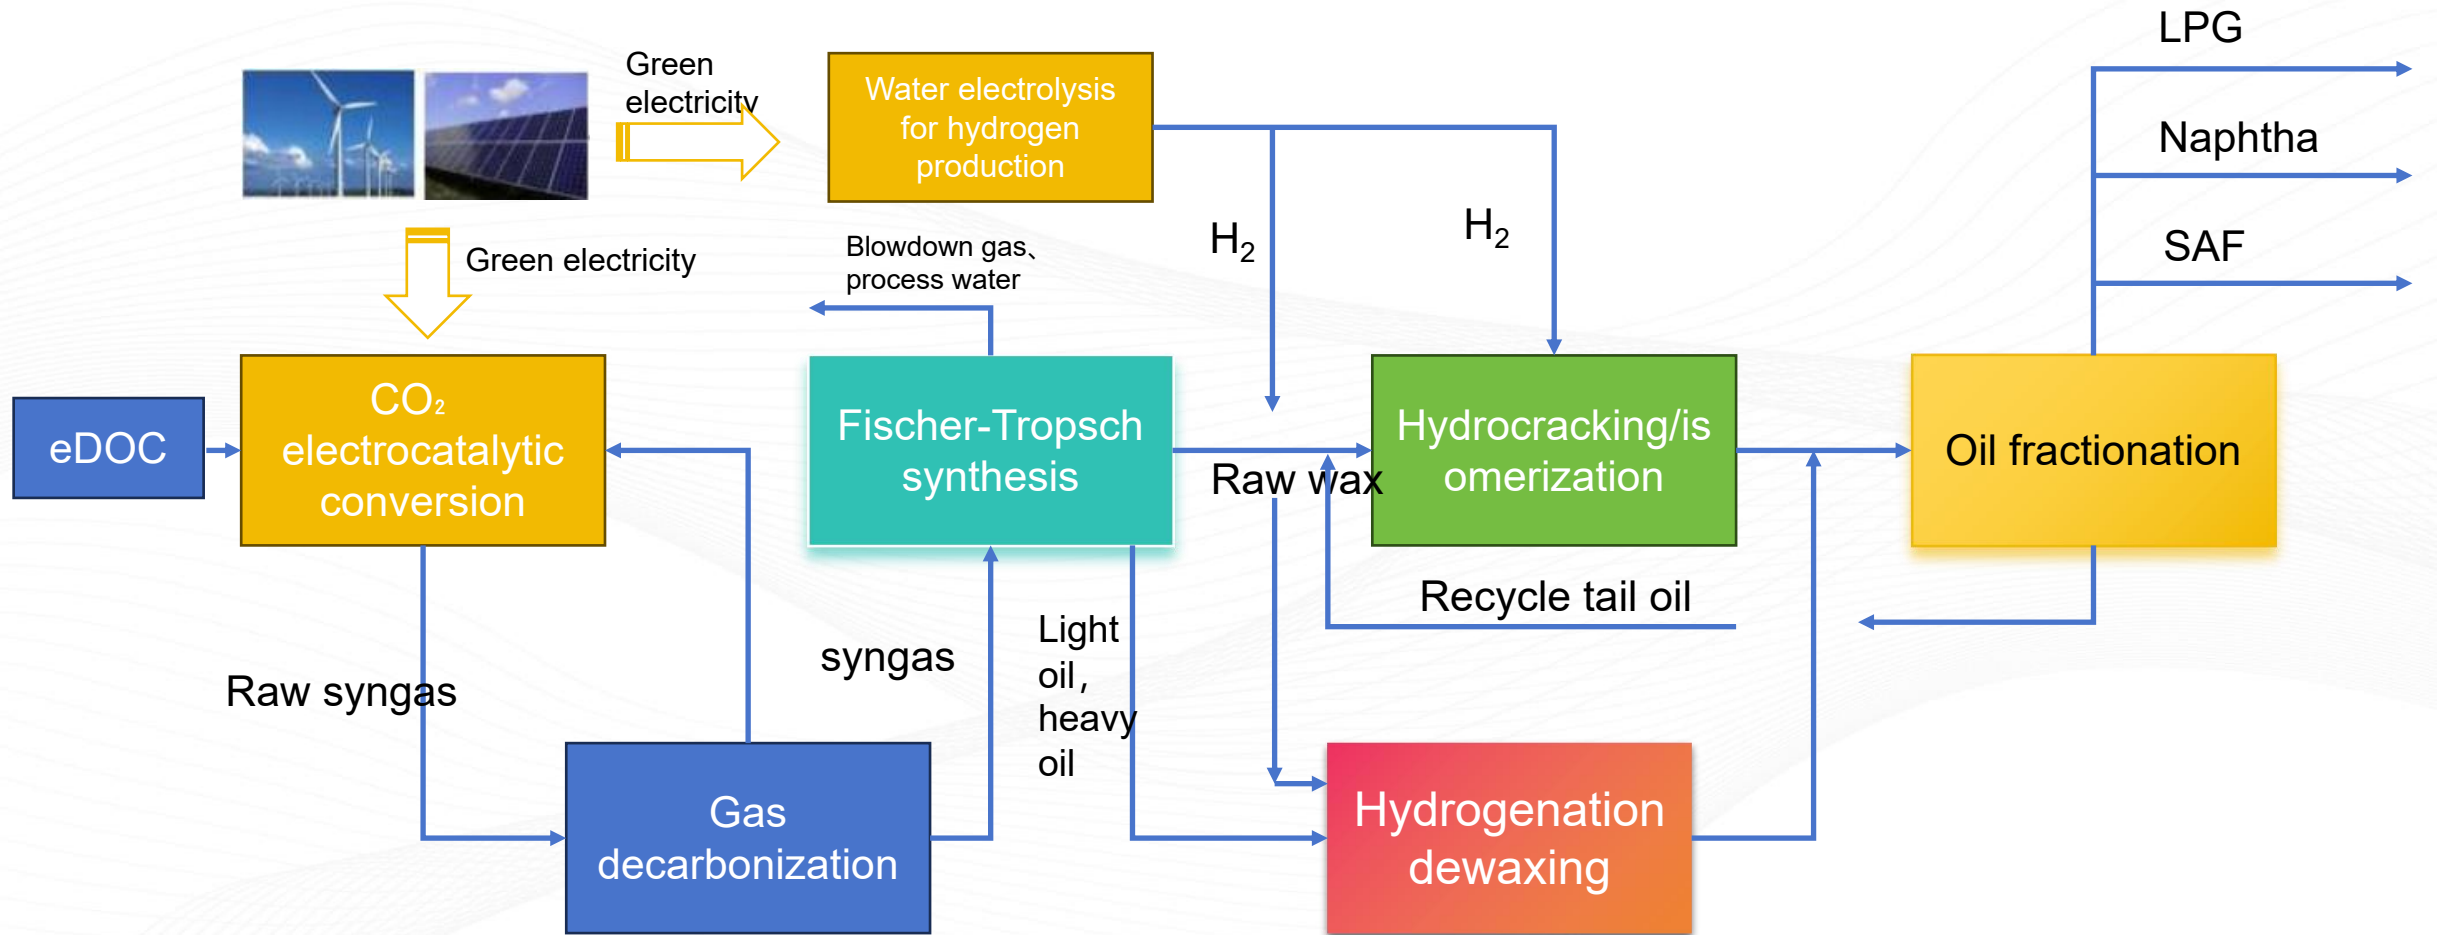 LPG
Green
electricity
Water electrolysis
for hydrogen
production
Naphtha
H₂
H₂
SAF
Blowdown gas、
process water
Green electricity
eDOC
CO₂
electrocatalytic
conversion
Fischer-Tropsch
synthesis
Raw wax
Hydrocracking/is
omerization
Oil fractionation
Recycle tail oil
Raw syngas
syngas
Light
oil，
heavy
oil
Gas
decarbonization
Hydrogenation
dewaxing